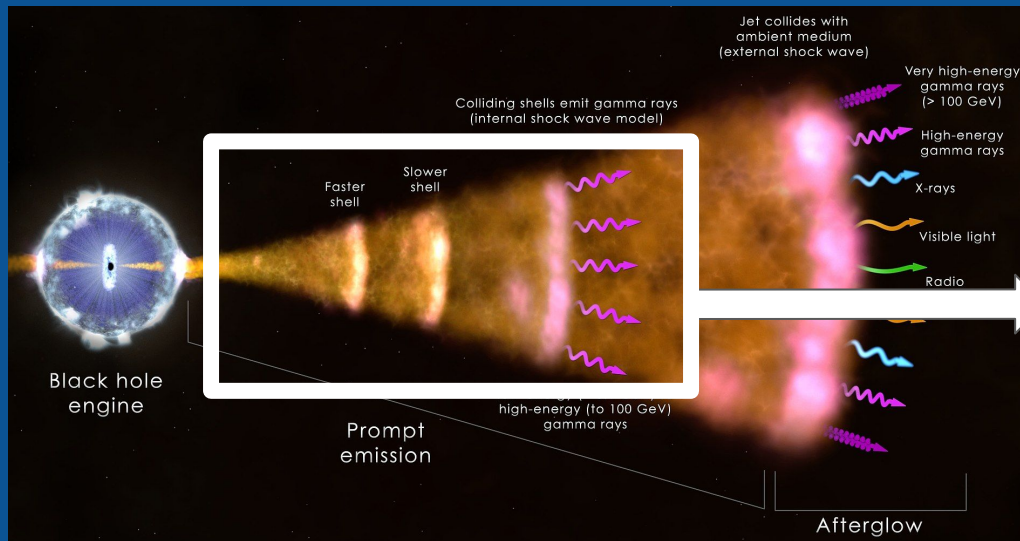 Jet collides with
ambient medium
(external shock wave)
Very high-energy
gamma rays
(> 100 GeV)
Colliding shells emit gamma rays
(internal shock wave model)
High-energy
gamma rays
Slower
shell
Faster
shell
X-rays
Visible light
Radio
Black hole
engine
high-energy (to 100 GeV)
gamma rays
Prompt
emission
Afterglow